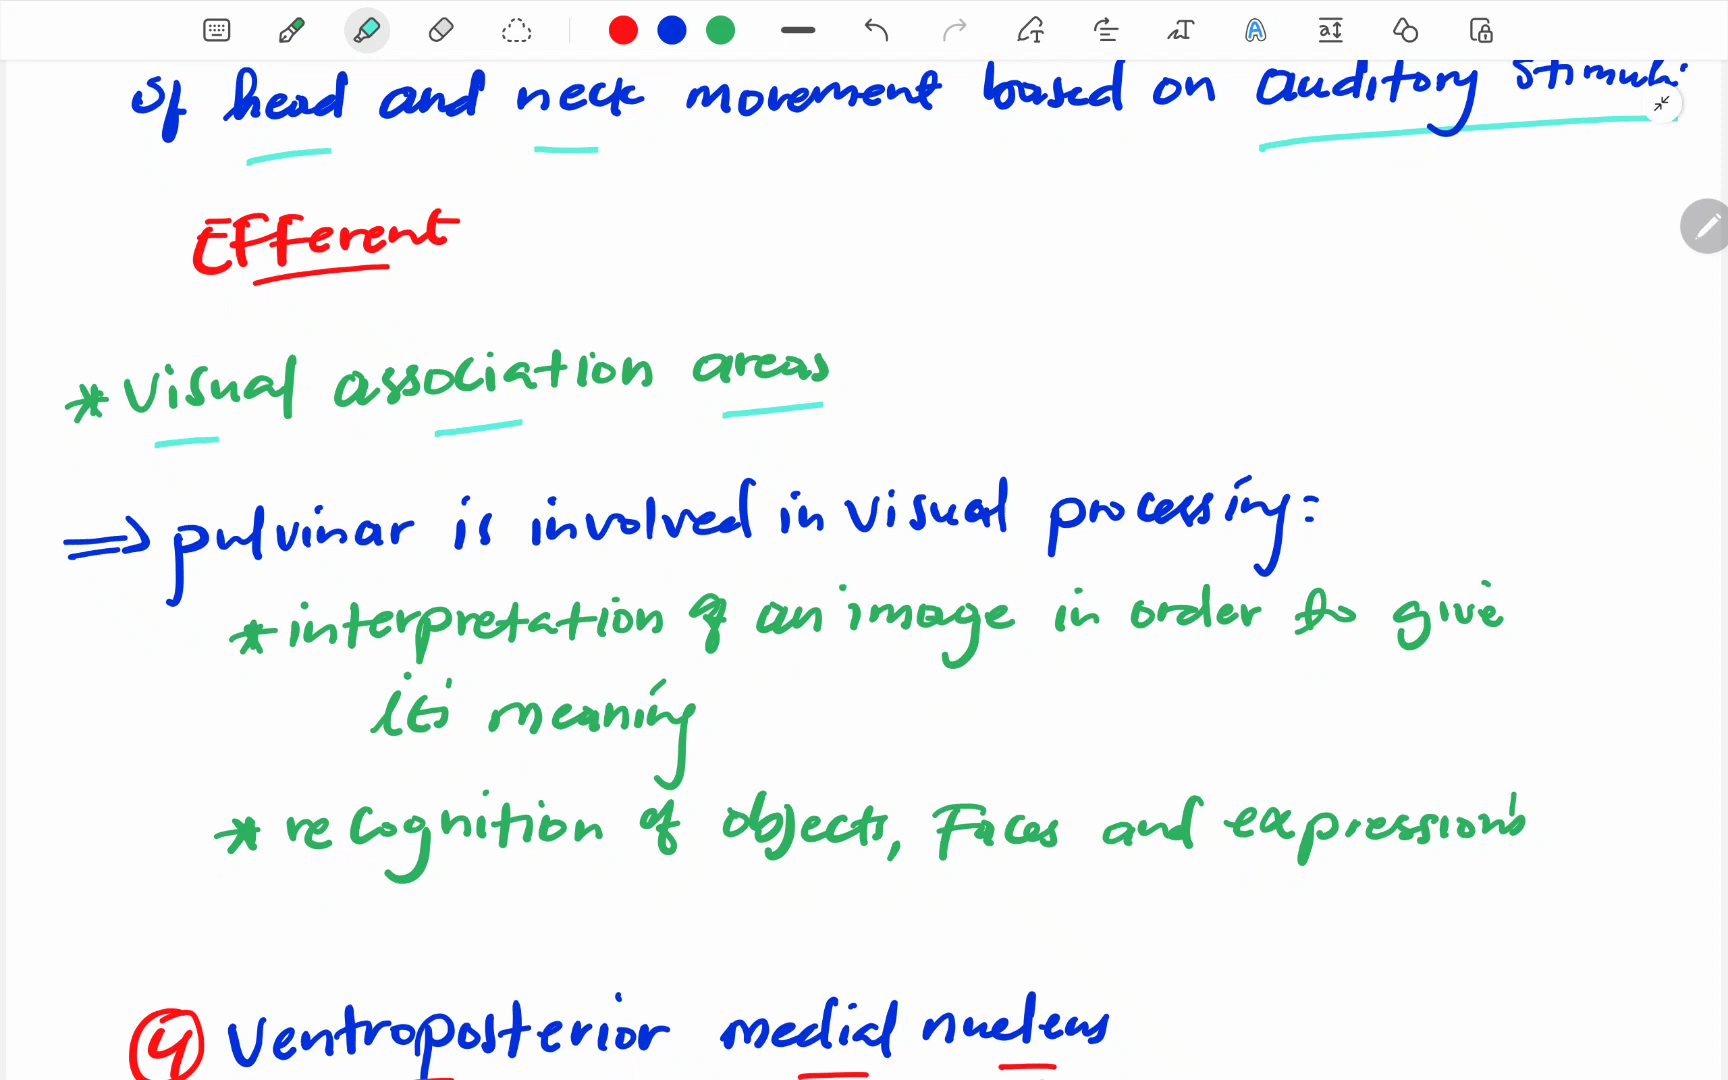 of head and neck movement based on auditory stimuli
Efferent
* Visual association areas
⇒ pulvinar is involved in visual processing:
* interpretation of an image in order to give
its meaning
* recognition of objects, Faces and expressions
④ Ventroposterior medial nucleus